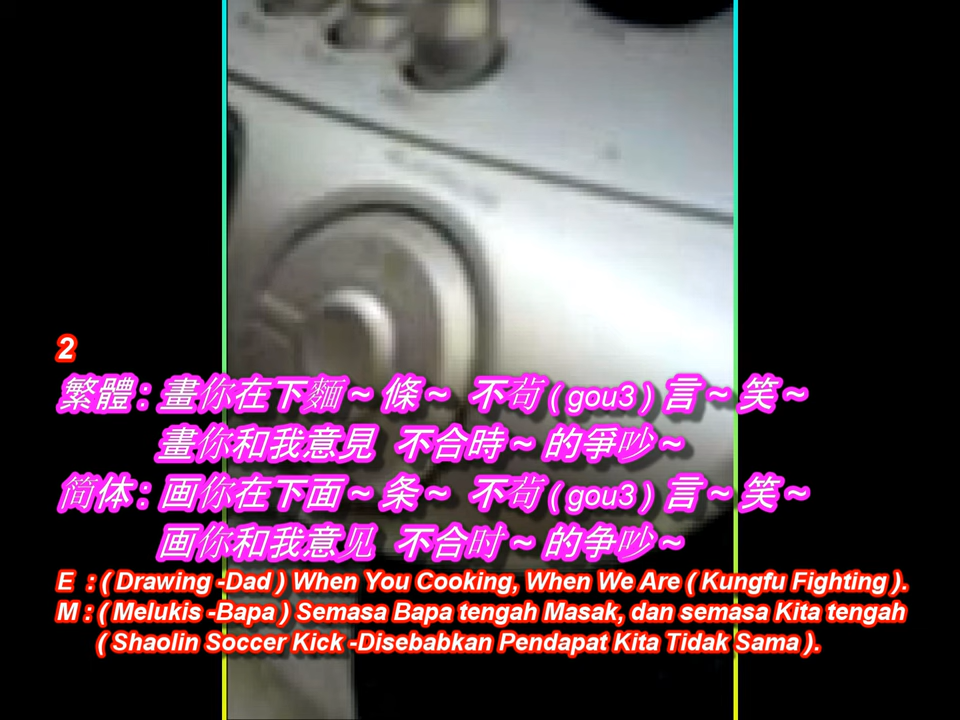 2
繁體 : 畫你在下麵 ~ 條 ~ 不苟 ( gou3 ) 言 ~ 笑 ~
畫你和我意見 不合時 ~ 的爭吵 ~
简体 : 画你在下面 ~ 条 ~ 不苟 ( gou3 ) 言 ~ 笑 ~
画你和我意见 不合时 ~ 的争吵 ~
E : ( Drawing -Dad ) When You Cooking, When We Are ( Kungfu Fighting ).
M : ( Melukis -Bapa ) Semasa Bapa tengah Masak, dan semasa Kita tengah
( Shaolin Soccer Kick -Disebabkan Pendapat Kita Tidak Sama ).